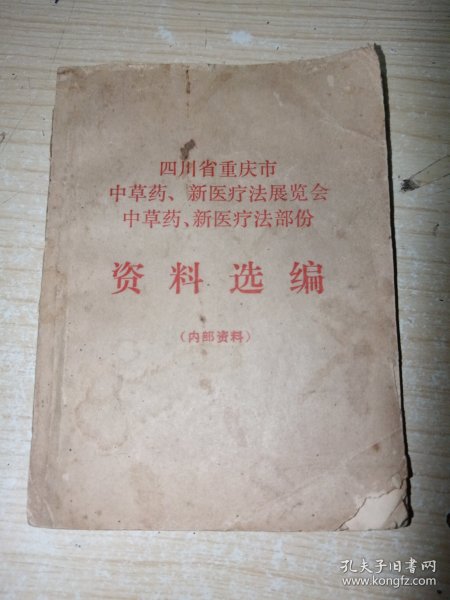 四川省重庆市
中草药、新医疗法展览会
中草药、新医疗法部份
资料选编
（内部资料）
孔夫子旧书网
www.kongfz.com